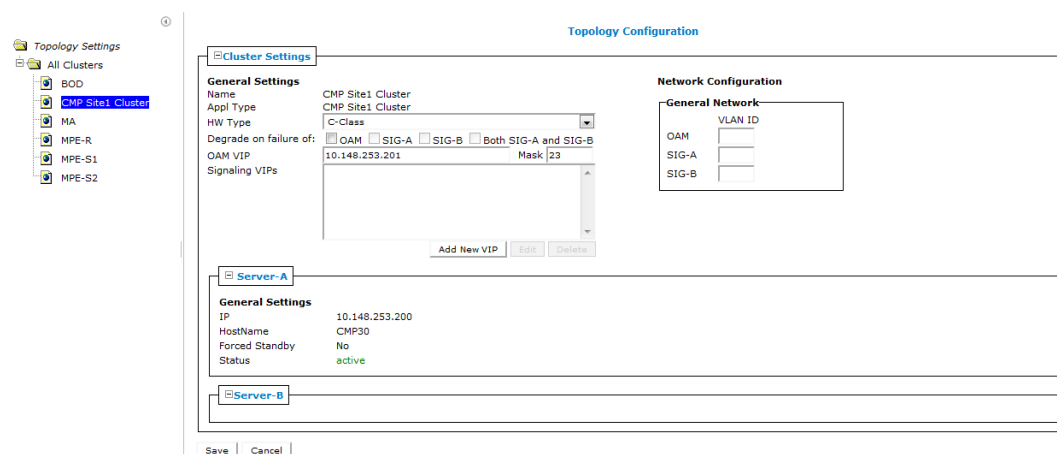 Topology Configuration
Topology Settings
All Clusters
BOD
CMP Site1 Cluster
MA
MPE-R
MPE-S1
MPE-S2
Cluster Settings
General Settings
Name CMP Site1 Cluster
Appl Type CMP Site1 Cluster
HW Type C-Class
Degrade on failure of: OAM SIG-A SIG-B Both SIG-A and SIG-B
OAM VIP 10.148.253.201 Mask 23
Signaling VIPs
Add New VIP Edit Delete
Network Configuration
General Network
VLAN ID
OAM
SIG-A
SIG-B
Server-A
General Settings
IP 10.148.253.200
HostName CMP30
Forced Standby No
Status active
Server-B
Save Cancel